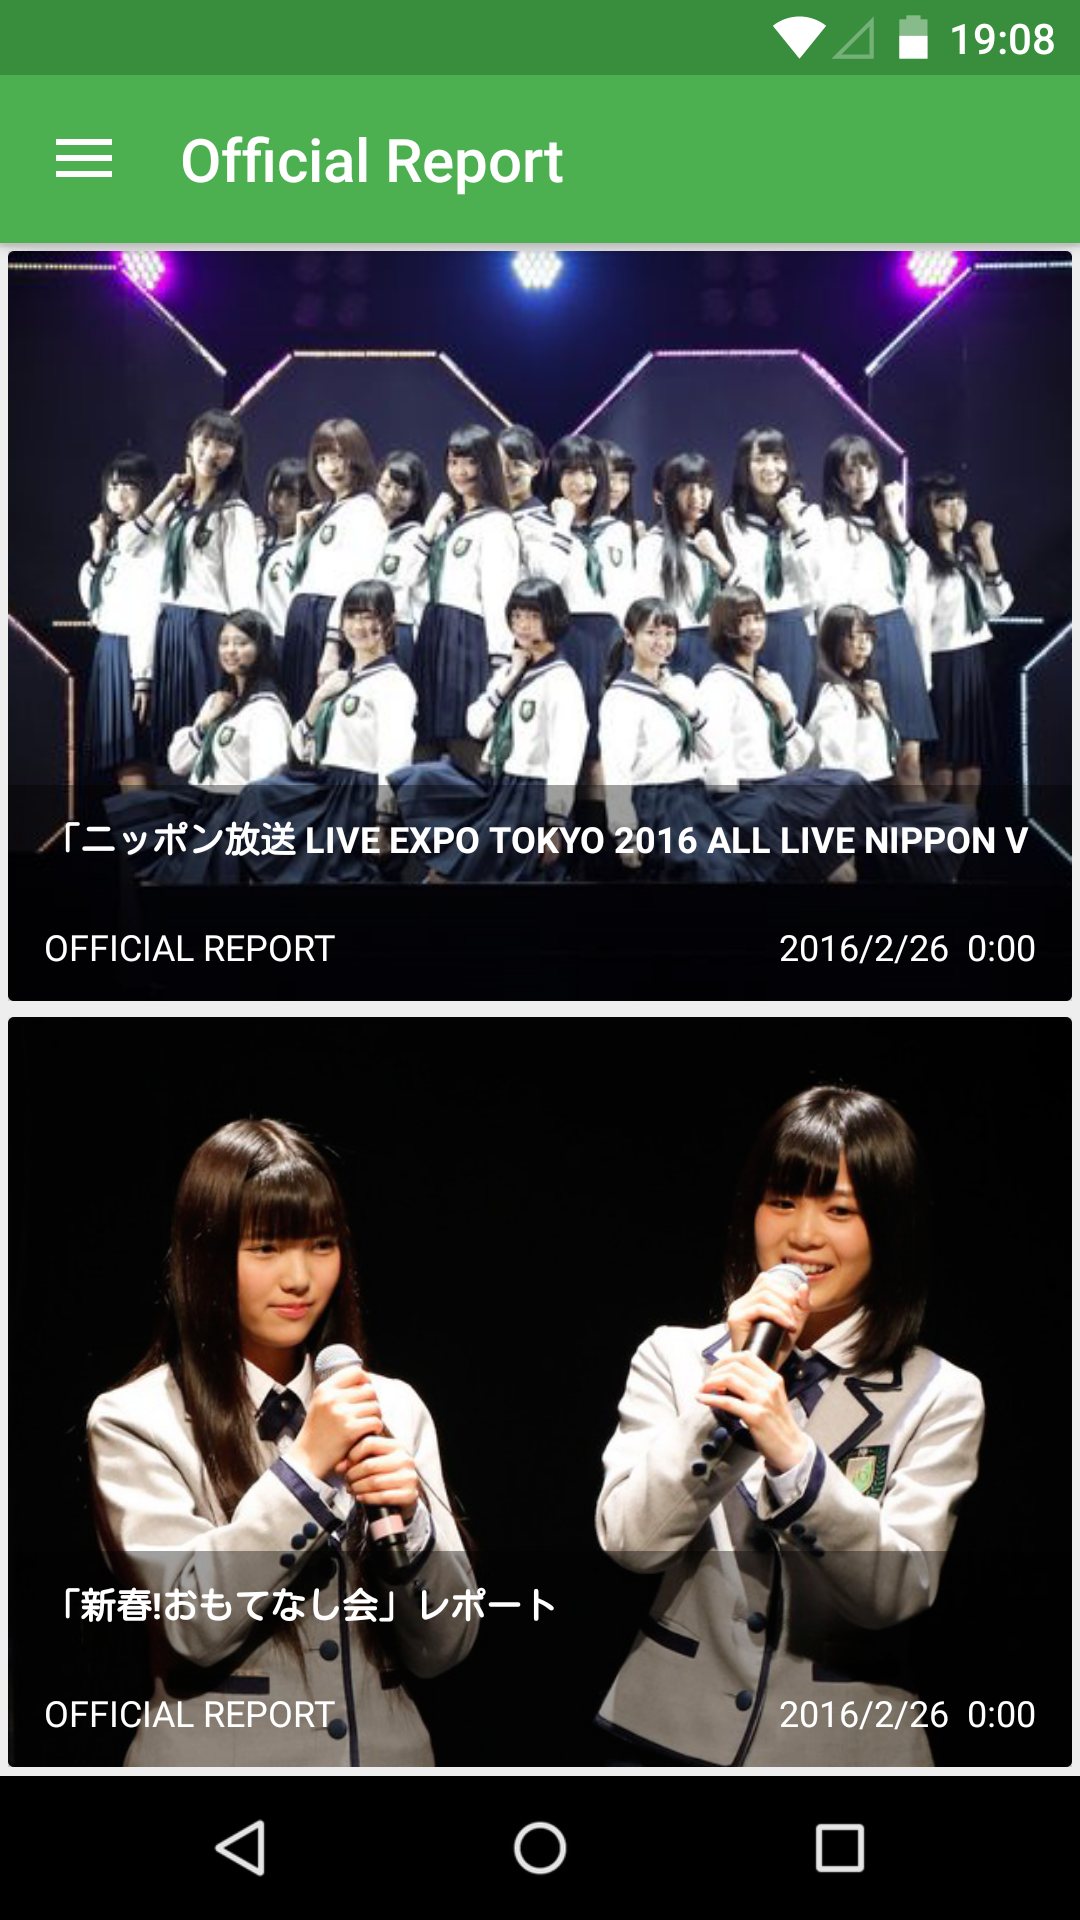 19:08
Official Report
「ニッポン放送 LIVE EXPO TOKYO 2016 ALL LIVE NIPPON V
OFFICIAL REPORT 2016/2/26 0:00
「新春!おもてなし会」レポート
OFFICIAL REPORT 2016/2/26 0:00